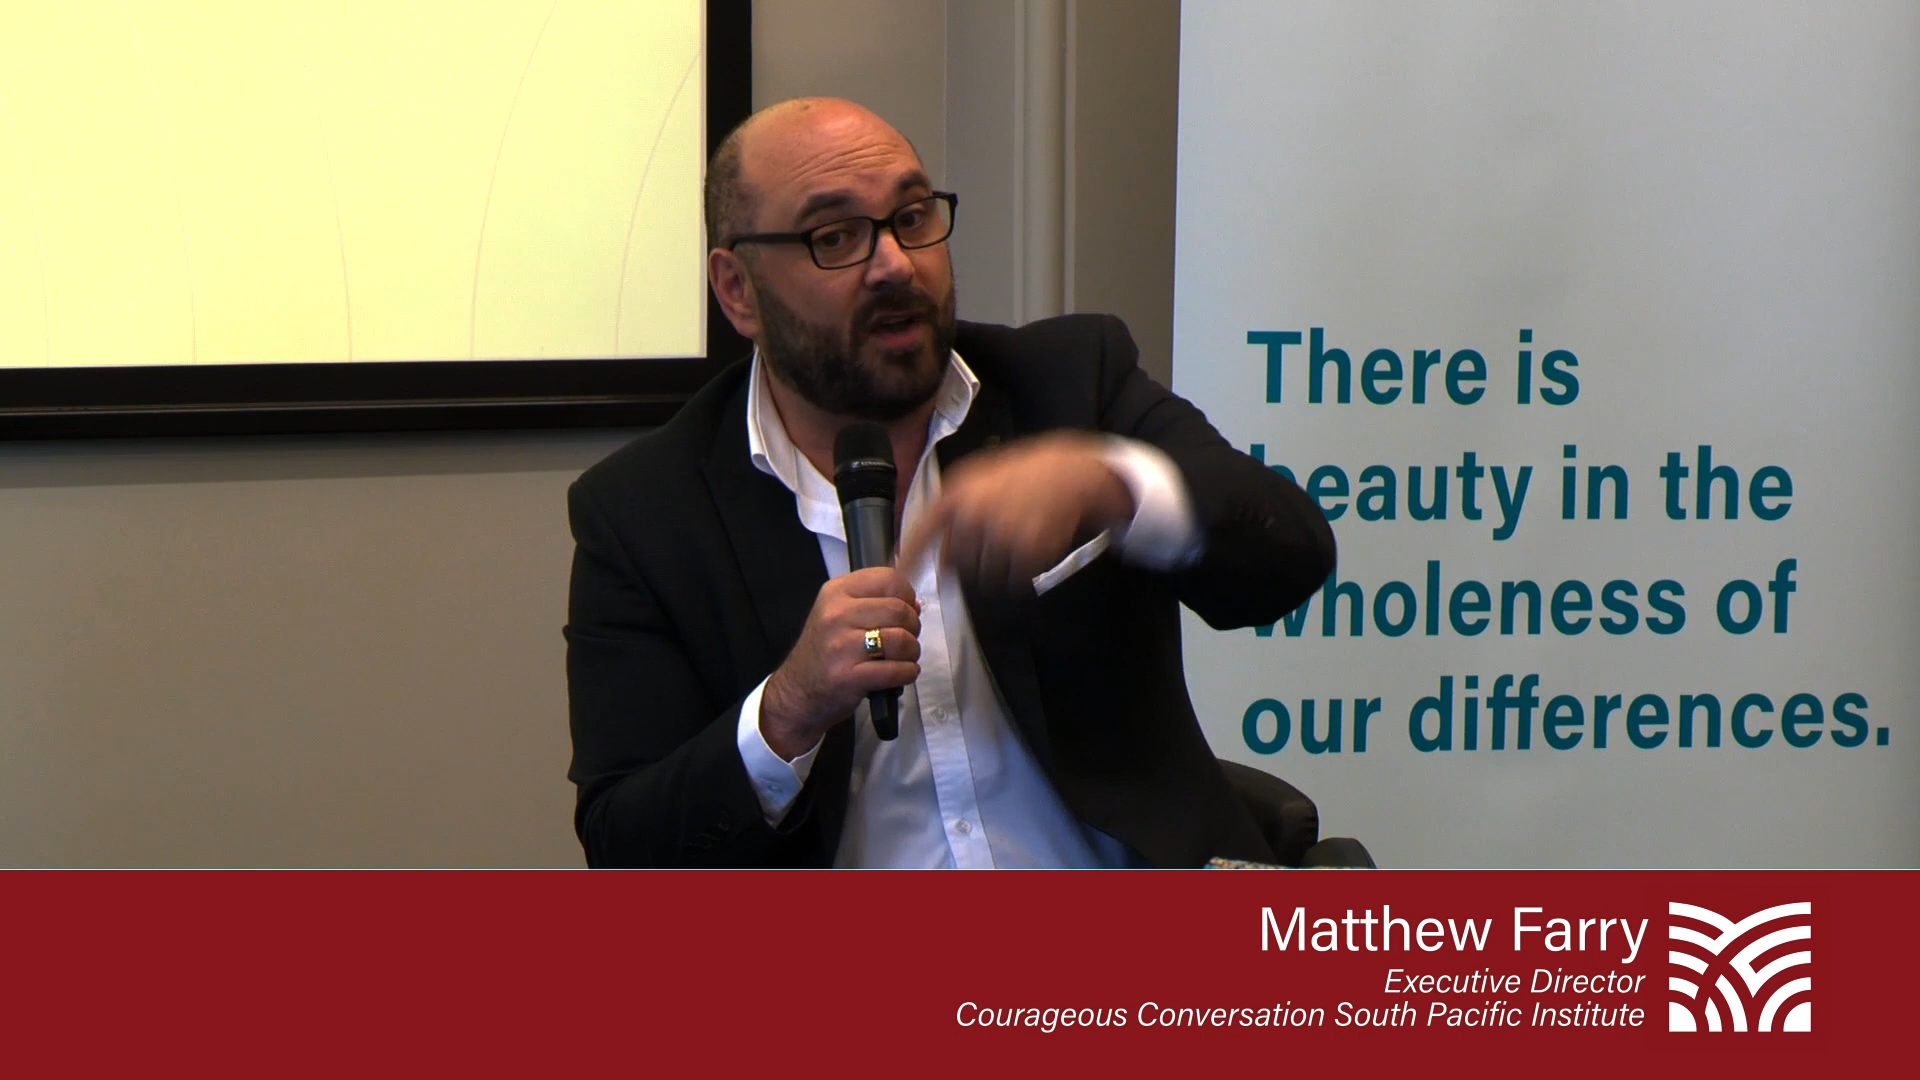 There is
beauty in the
wholeness of
our differences.
Matthew Farry
Executive Director
Courageous Conversation South Pacific Institute